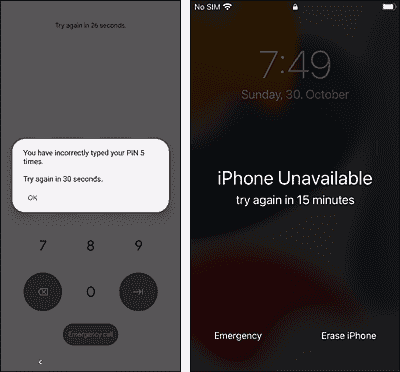 Try again in 26 seconds.
You have incorrectly typed your PIN 5
times.
Try again in 30 seconds.
OK
7 8 9
0
Emergency call
No SIM
7:49
Sunday, 30. October
iPhone Unavailable
try again in 15 minutes
Emergency Erase iPhone